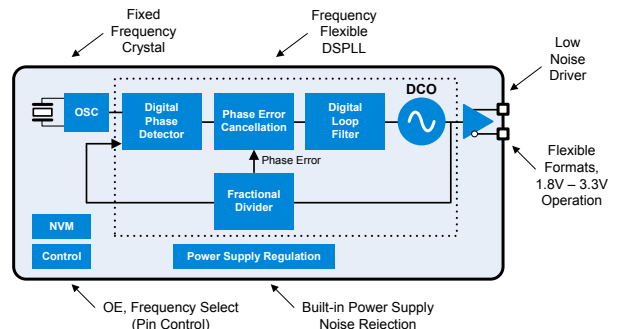 Fixed
Frequency
Crystal
Frequency
Flexible
DSPLL
Low
Noise
Driver
OSC
Digital
Phase
Detector
Phase Error
Cancellation
Digital
Loop
Filter
DCO
Phase Error
Fractional
Divider
Flexible
Formats,
1.8V – 3.3V
Operation
NVM
Control
Power Supply Regulation
OE, Frequency Select
(Pin Control)
Built-in Power Supply
Noise Rejection